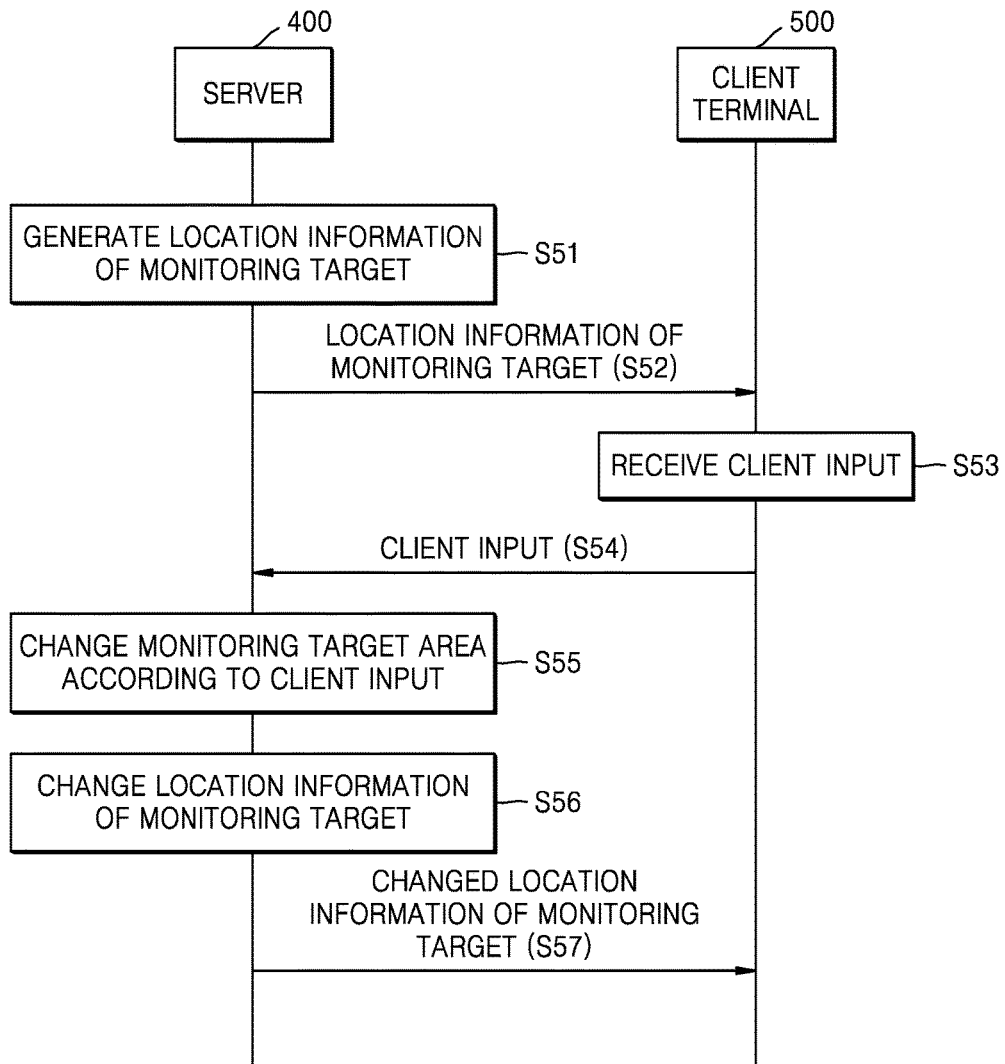 400
500
SERVER
CLIENT
TERMINAL
GENERATE LOCATION INFORMATION
OF MONITORING TARGET
S51
LOCATION INFORMATION OF
MONITORING TARGET (S52)
RECEIVE CLIENT INPUT
S53
CLIENT INPUT (S54)
CHANGE MONITORING TARGET AREA
ACCORDING TO CLIENT INPUT
S55
CHANGE LOCATION INFORMATION
OF MONITORING TARGET
S56
CHANGED LOCATION
INFORMATION OF MONITORING
TARGET (S57)